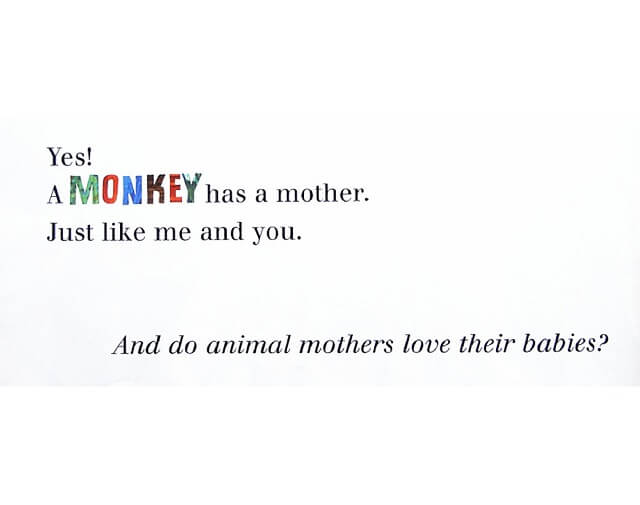 Yes!
A MONKEY has a mother.
Just like me and you.
And do animal mothers love their babies?